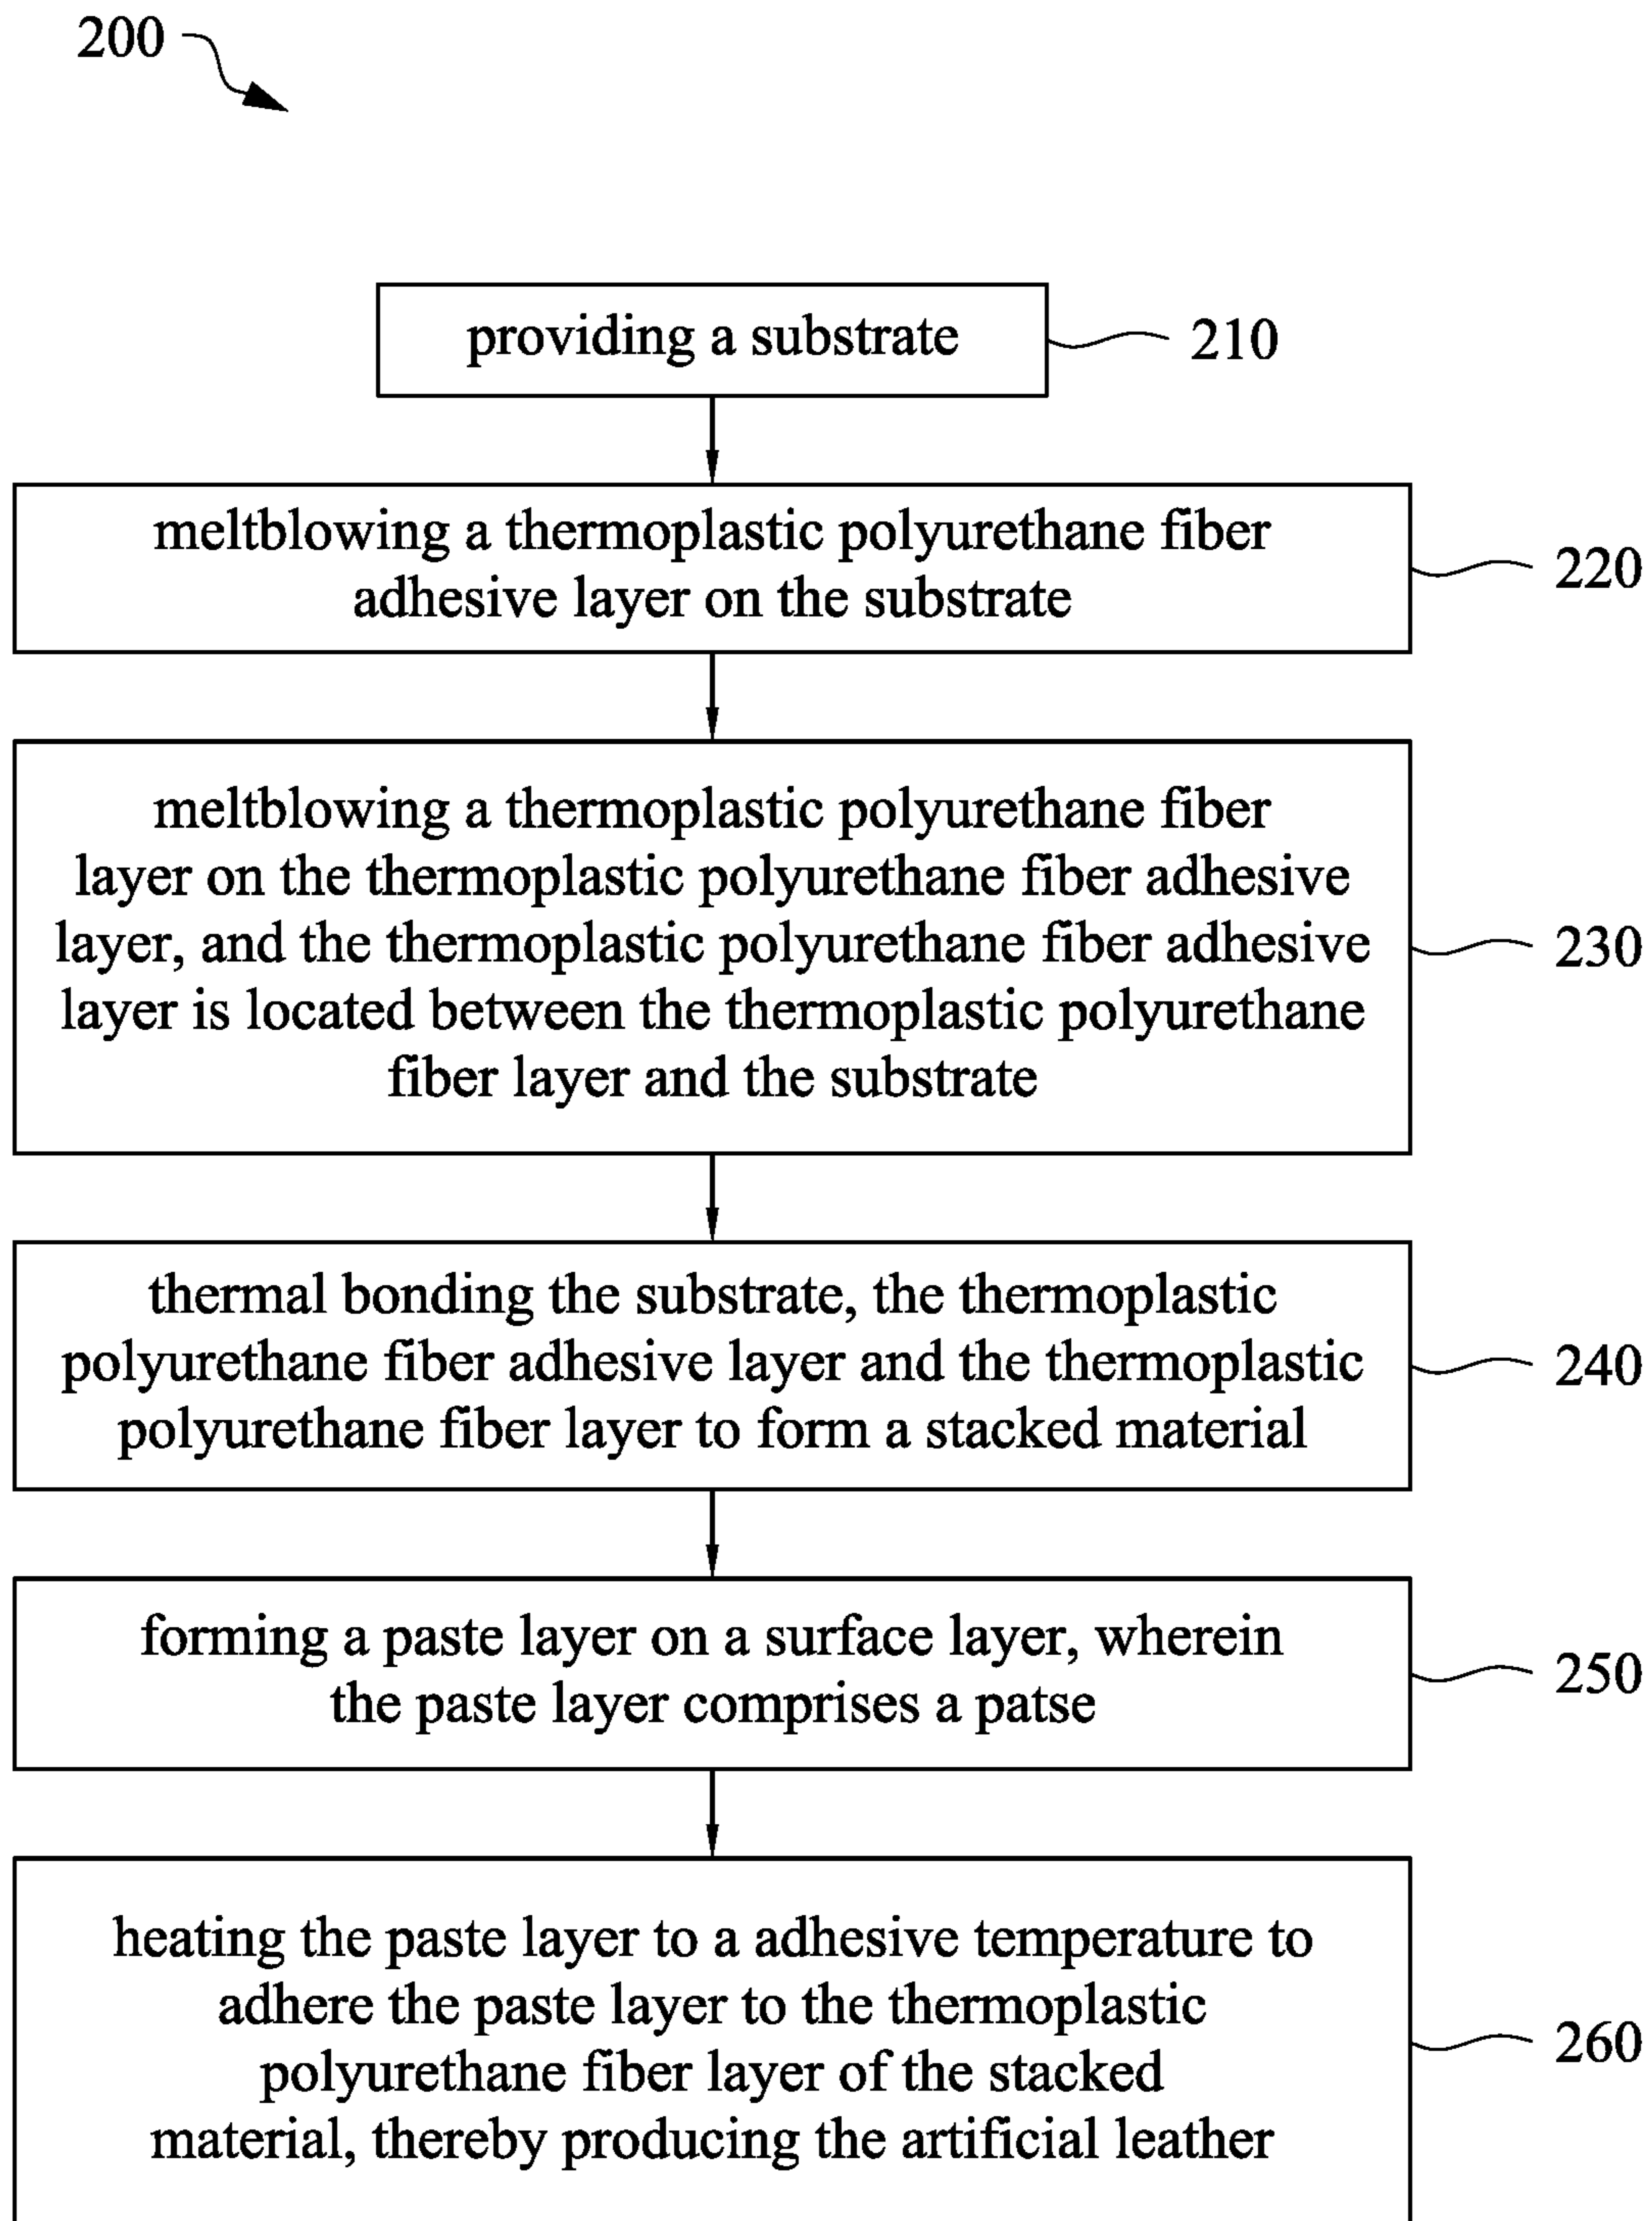 200
providing a substrate
210
meltblowing a thermoplastic polyurethane fiber
adhesive layer on the substrate
220
meltblowing a thermoplastic polyurethane fiber
layer on the thermoplastic polyurethane fiber adhesive
layer, and the thermoplastic polyurethane fiber adhesive
layer is located between the thermoplastic polyurethane
fiber layer and the substrate
230
thermal bonding the substrate, the thermoplastic
polyurethane fiber adhesive layer and the thermoplastic
polyurethane fiber layer to form a stacked material
240
forming a paste layer on a surface layer, wherein
the paste layer comprises a patse
250
heating the paste layer to a adhesive temperature to
adhere the paste layer to the thermoplastic
polyurethane fiber layer of the stacked
material, thereby producing the artificial leather
260